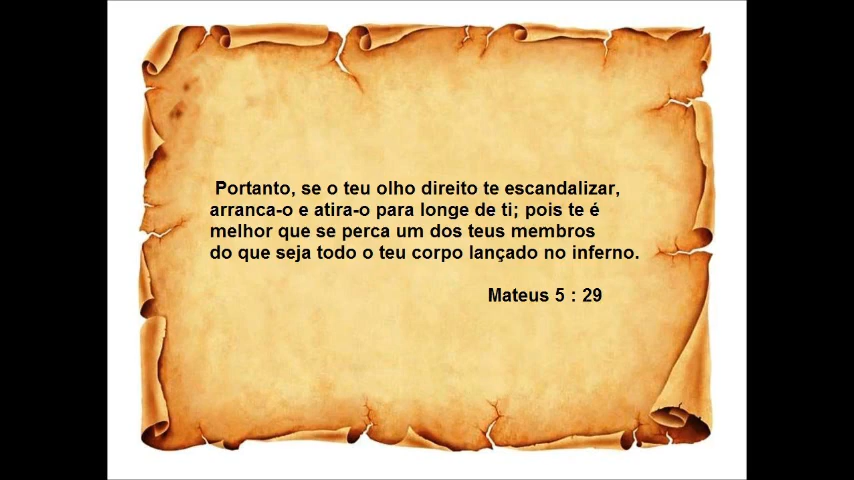 Portanto, se o teu olho direito te escandalizar,
arranca-o e atira-o para longe de ti; pois te é
melhor que se perca um dos teus membros
do que seja todo o teu corpo lançado no inferno.
Mateus 5 : 29